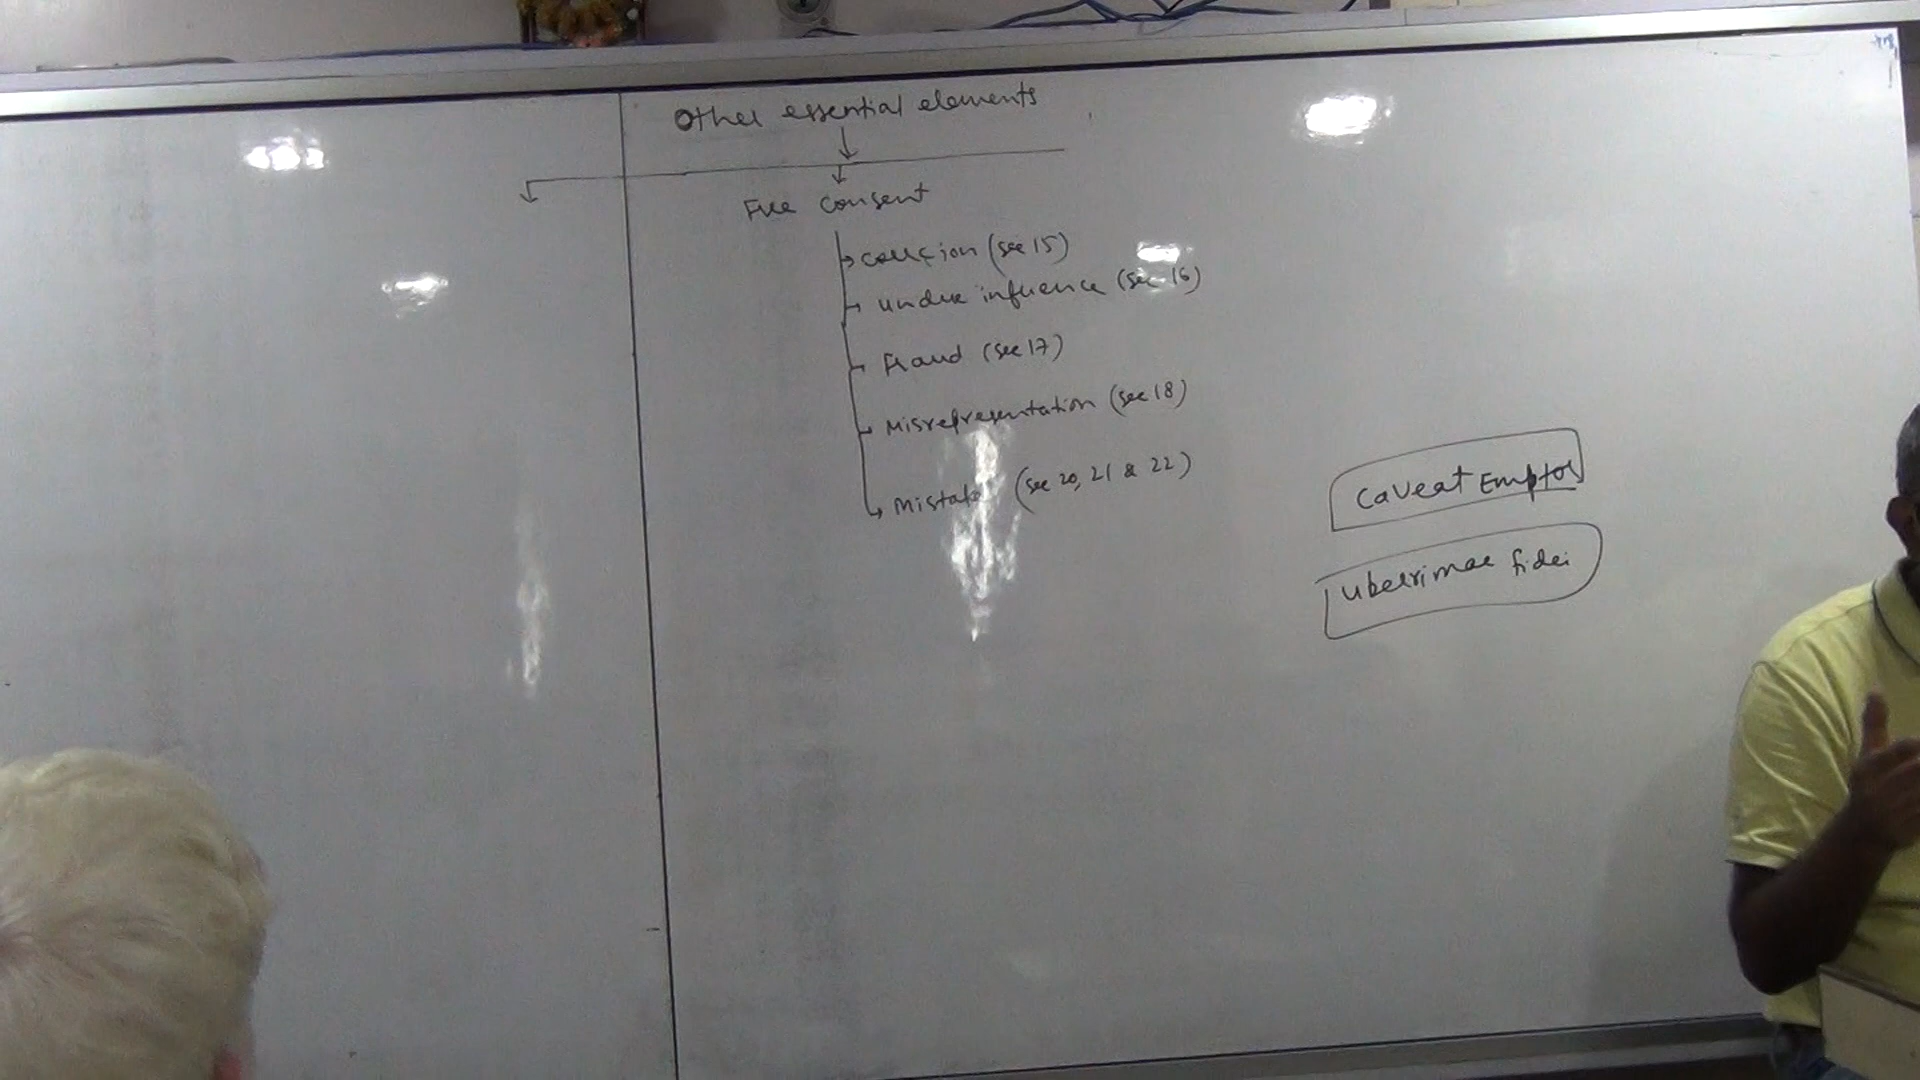 Other essential elements
Free consent
coercion (sec 15)
undue influence (sec 16)
Fraud (sec 17)
Misrepresentation (sec 18)
Mistake (sec 20, 21 & 22)
Caveat Emptor
uberrimae fidei